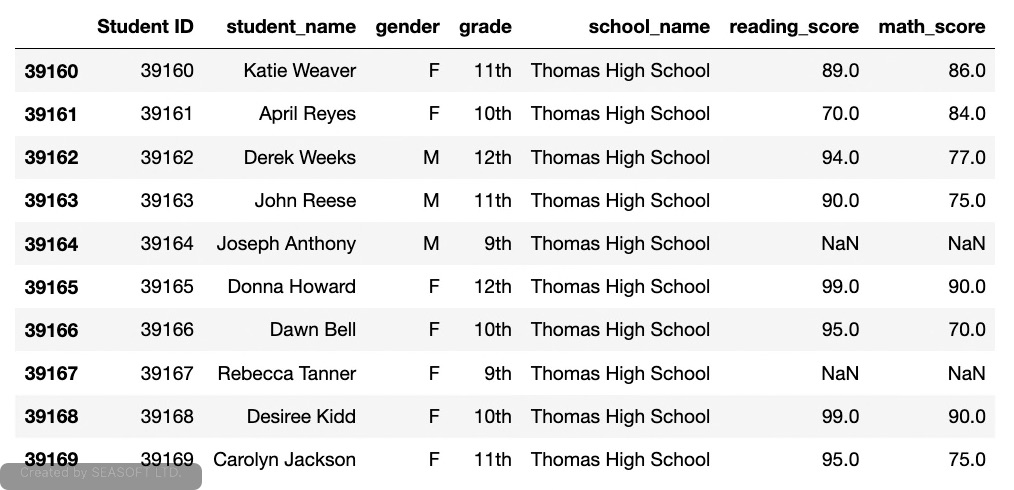 Student ID student_name gender grade school_name reading_score math_score
39160 39160 Katie Weaver F 11th Thomas High School 89.0 86.0
39161 39161 April Reyes F 10th Thomas High School 70.0 84.0
39162 39162 Derek Weeks M 12th Thomas High School 94.0 77.0
39163 39163 John Reese M 11th Thomas High School 90.0 75.0
39164 39164 Joseph Anthony M 9th Thomas High School NaN NaN
39165 39165 Donna Howard F 12th Thomas High School 99.0 90.0
39166 39166 Dawn Bell F 10th Thomas High School 95.0 70.0
39167 39167 Rebecca Tanner F 9th Thomas High School NaN NaN
39168 39168 Desiree Kidd F 10th Thomas High School 99.0 90.0
39169 39169 Carolyn Jackson F 11th Thomas High School 95.0 75.0
Created by SEASOFT LTD.